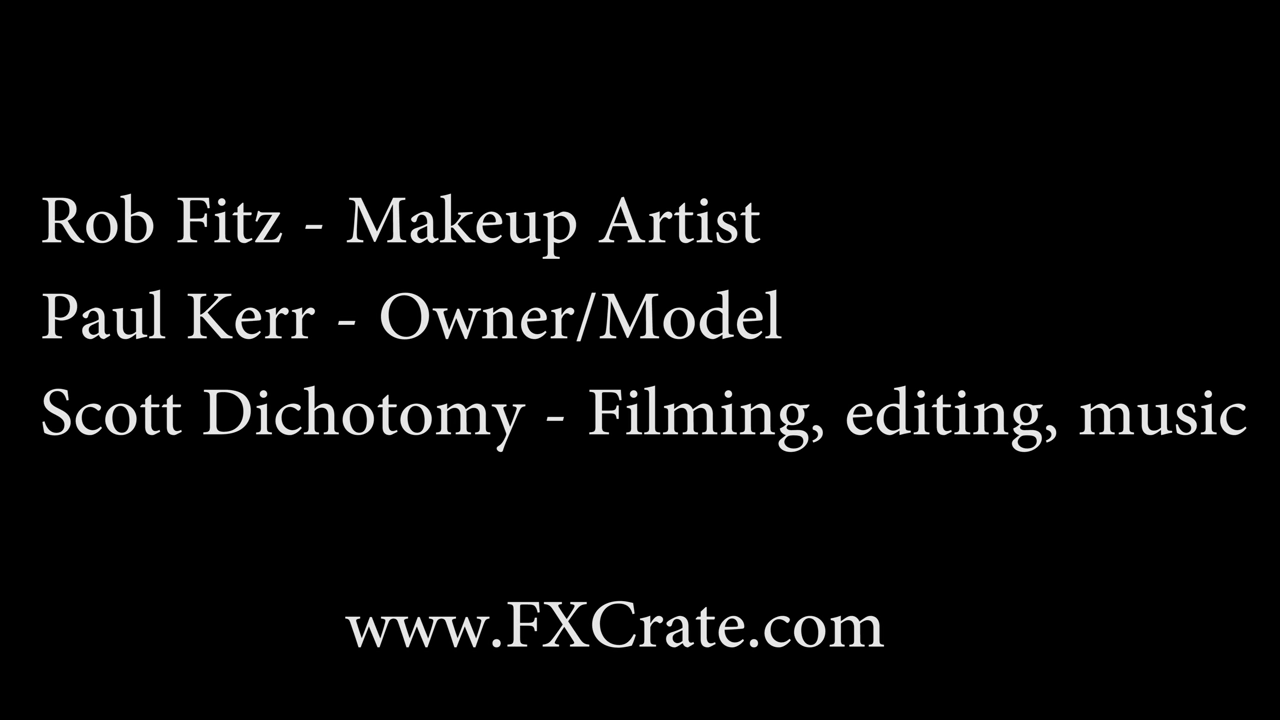 Rob Fitz - Makeup Artist
Paul Kerr - Owner/Model
Scott Dichotomy - Filming, editing, music
www.FXCrate.com